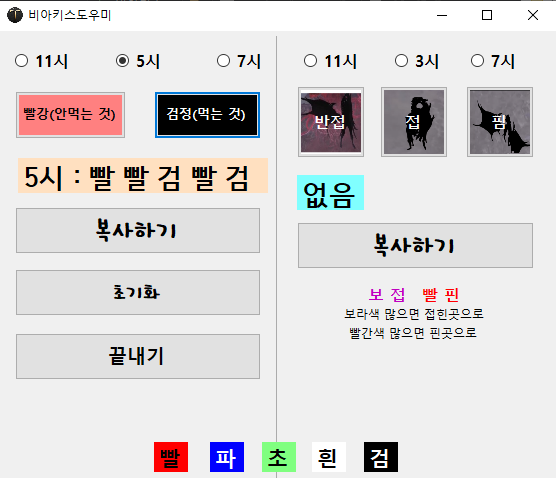 비아키스도우미
11시 5시 7시
빨강(안먹는 것) 검정(먹는 것)
5시 : 빨 빨 검 빨 검
복사하기
초기화
끝내기
11시 3시 7시
반접 접 핌
없음
복사하기
보 접 빨 핀
보라색 많으면 접힌곳으로
빨간색 많으면 핀곳으로
빨 파 초 흰 검